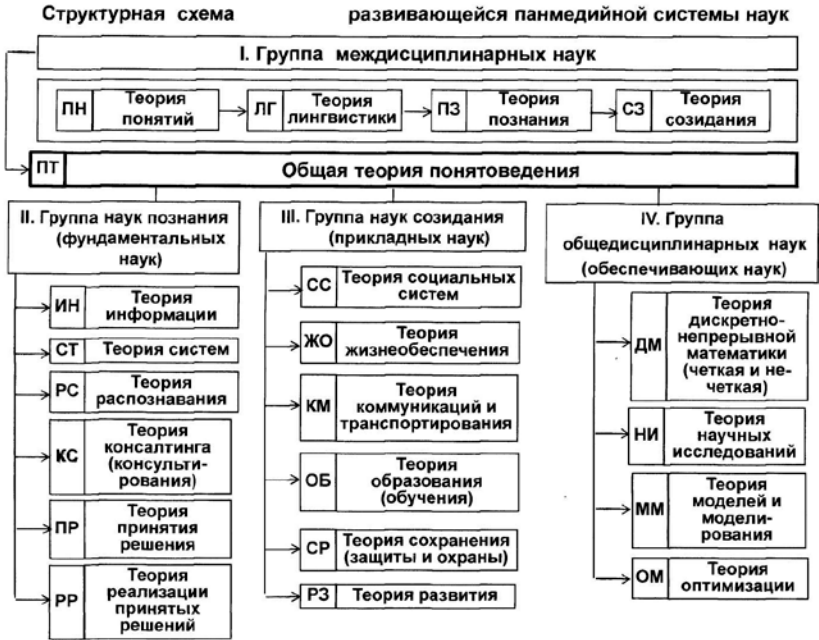 Структурная схема развивающейся панмедийной системы наук
I. Группа междисциплинарных наук
ПН
Теория
понятий
ЛГ
Теория
лингвистики
ПЗ
Теория
познания
СЗ
Теория
созидания
ПТ
Общая теория понятоведения
II. Группа наук познания
(фундаментальных
наук)
ИН
Теория
информации
СТ
Теория систем
РС
Теория
распознавания
КС
Теория
консалтинга
(консульти-
рования)
ПР
Теория
принятия
решения
РР
Теория
реализации
принятых
решений
III. Группа наук созидания
(прикладных наук)
СС
Теория социальных
систем
ЖО
Теория
жизнеобеспечения
КМ
Теория
коммуникаций и
транспортирования
ОБ
Теория
образования
(обучения)
СР
Теория сохранения
(защиты и охраны)
РЗ
Теория развития
IV. Группа
общедисциплинарных наук
(обеспечивающих наук)
ДМ
Теория
дискретно-
непрерывной
математики
(четкая и не-
четкая)
НИ
Теория
научных
исследований
ММ
Теория
моделей и
модели-
рования
ОМ
Теория
оптимизации